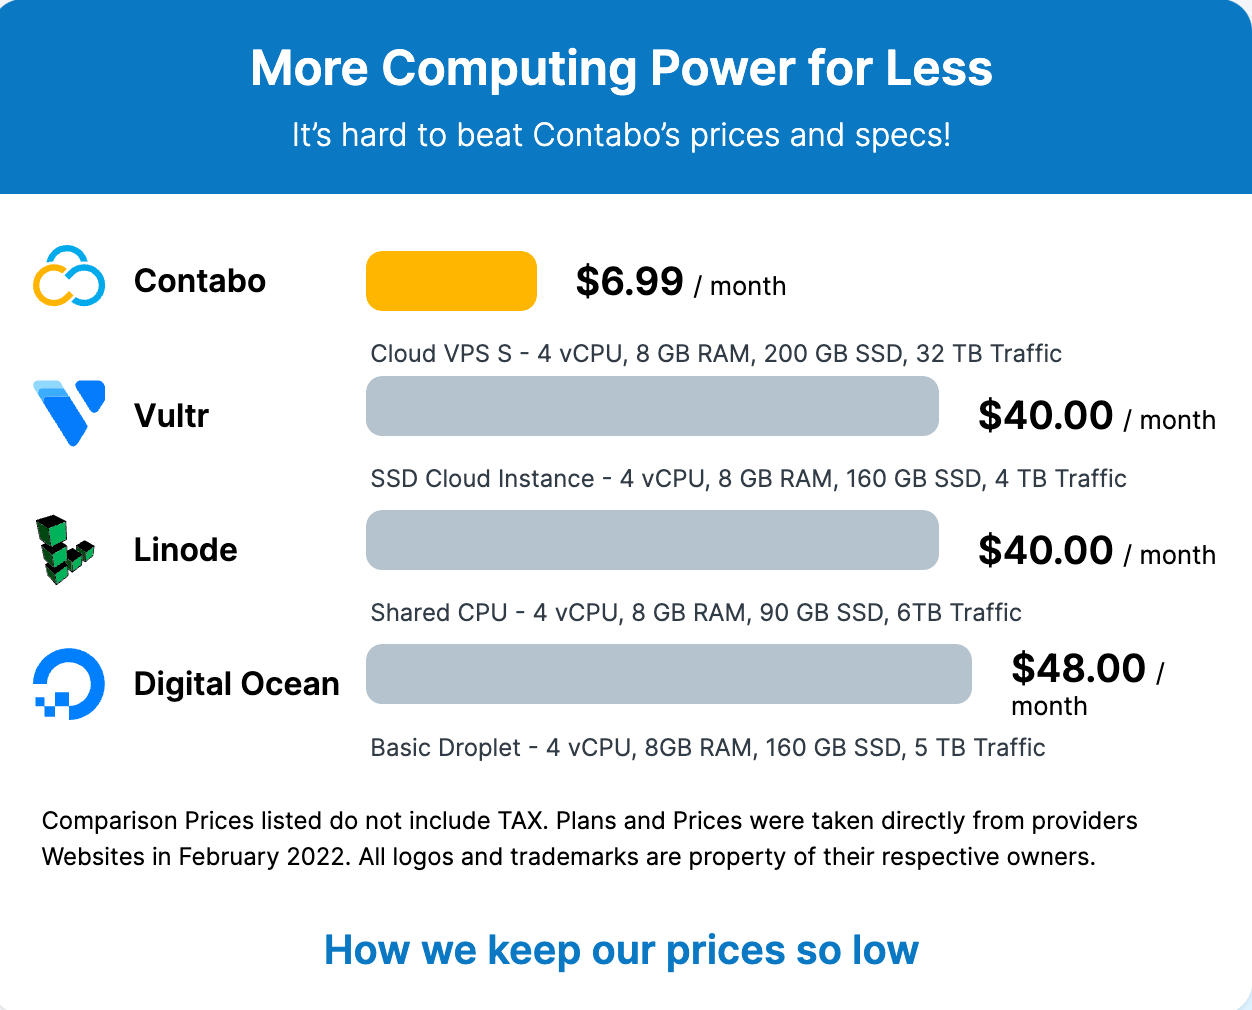 More Computing Power for Less
It’s hard to beat Contabo’s prices and specs!
Contabo
$6.99 / month
Cloud VPS S - 4 vCPU, 8 GB RAM, 200 GB SSD, 32 TB Traffic
Vultr
$40.00 / month
SSD Cloud Instance - 4 vCPU, 8 GB RAM, 160 GB SSD, 4 TB Traffic
Linode
$40.00 / month
Shared CPU - 4 vCPU, 8 GB RAM, 90 GB SSD, 6TB Traffic
Digital Ocean
$48.00 /
month
Basic Droplet - 4 vCPU, 8GB RAM, 160 GB SSD, 5 TB Traffic
Comparison Prices listed do not include TAX. Plans and Prices were taken directly from providers
Websites in February 2022. All logos and trademarks are property of their respective owners.
How we keep our prices so low